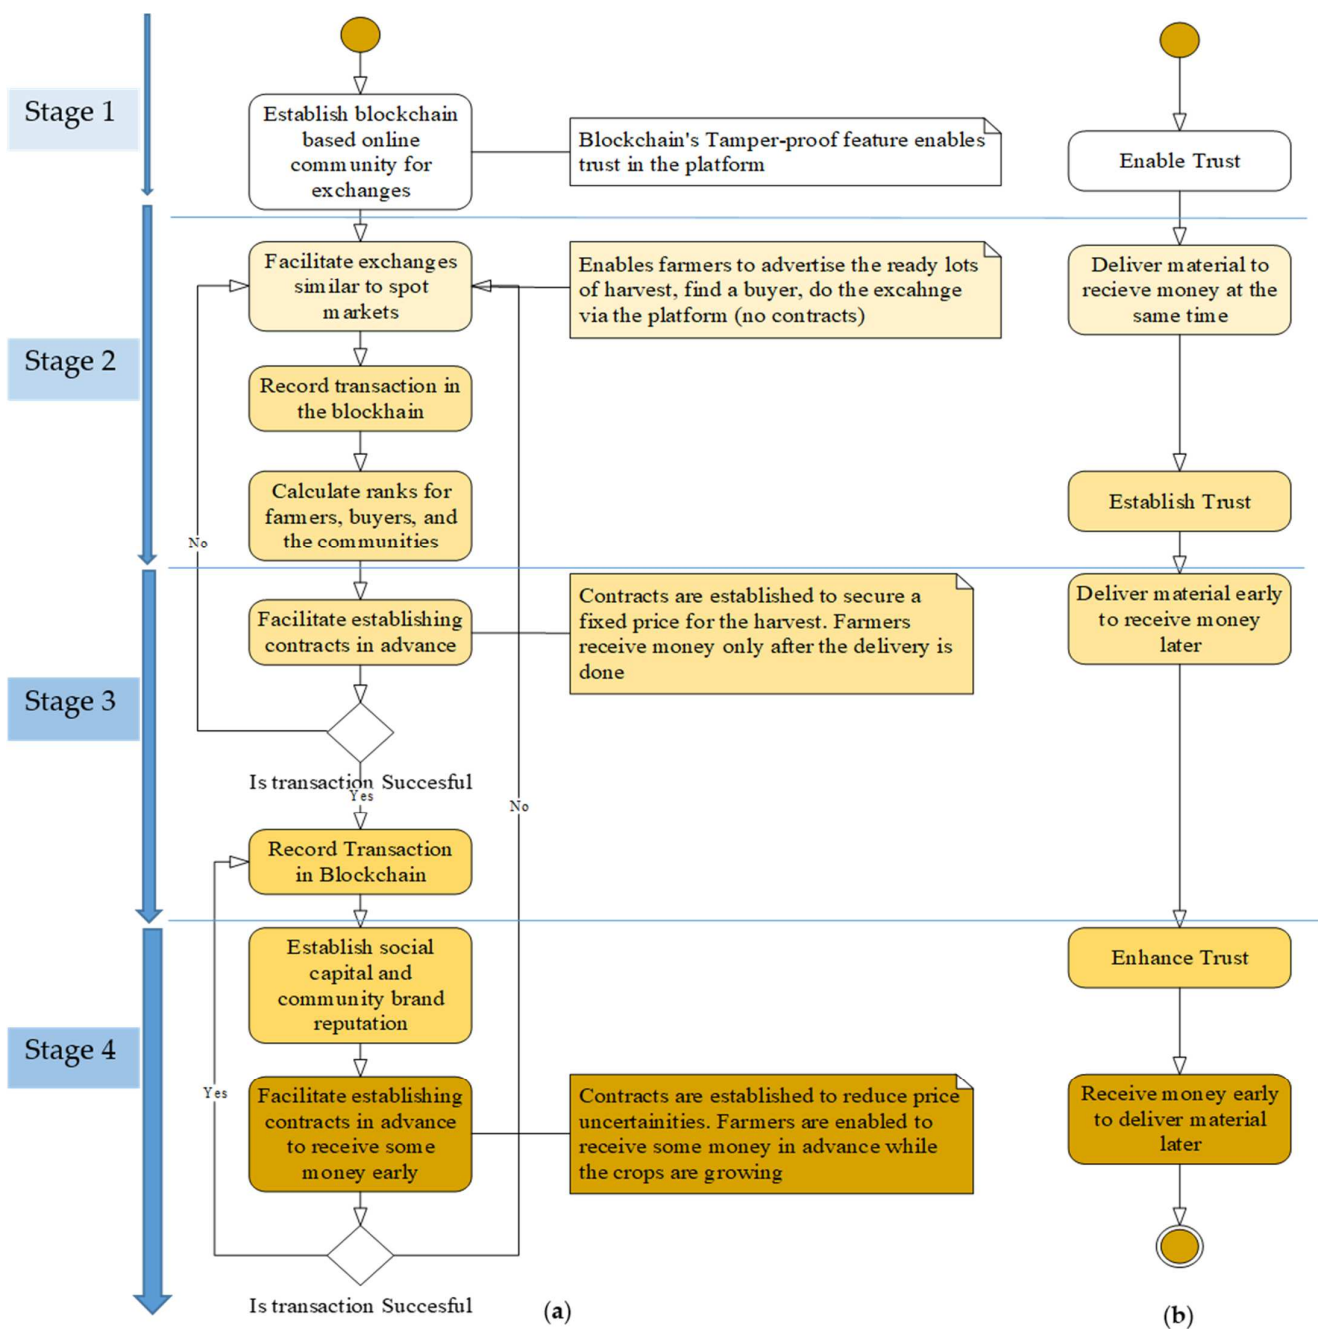 Stage 1
Establish blockchain
based online
community for
exchanges
Blockchain's Tamper-proof feature enables
trust in the platform
Enable Trust
Stage 2
Facilitate exchanges
similar to spot
markets
Enables farmers to advertise the ready lots
of harvest, find a buyer, do the excahnge
via the platform (no contracts)
Deliver material to
recieve money at the
same time
Record transaction in
the blockhain
Calculate ranks for
farmers, buyers, and
the communities
Establish Trust
No
Stage 3
Facilitate establishing
contracts in advance
Contracts are established to secure a
fixed price for the harvest. Farmers
receive money only after the delivery is
done
Deliver material early
to receive money
later
Is transaction Succesful
Yes
No
Record Transaction
in Blockchain
Stage 4
Establish social
capital and
community brand
reputation
Enhance Trust
Yes
Facilitate establishing
contracts in advance
to receive some
money early
Contracts are established to reduce price
uncertainities. Farmers are enabled to
receive some money in advance while
the crops are growing
Receive money early
to deliver material
later
Is transaction Succesful
(a)
(b)